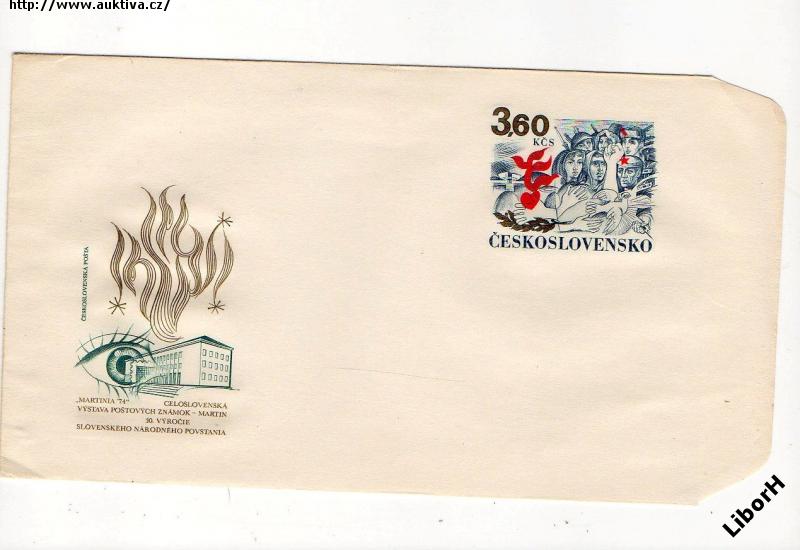 http://www.auktiva.cz/
3,60
KČS
ČESKOSLOVENSKO
ČESKOSLOVENSKÁ POŠTA
„MARTINIA '74" CELOSLOVENSKÁ
VÝSTAVA POŠTOVÝCH ZNÁMOK – MARTIN
30. VÝROČIE
SLOVENSKÉHO NÁRODNÉHO POVSTANIA
LiborH